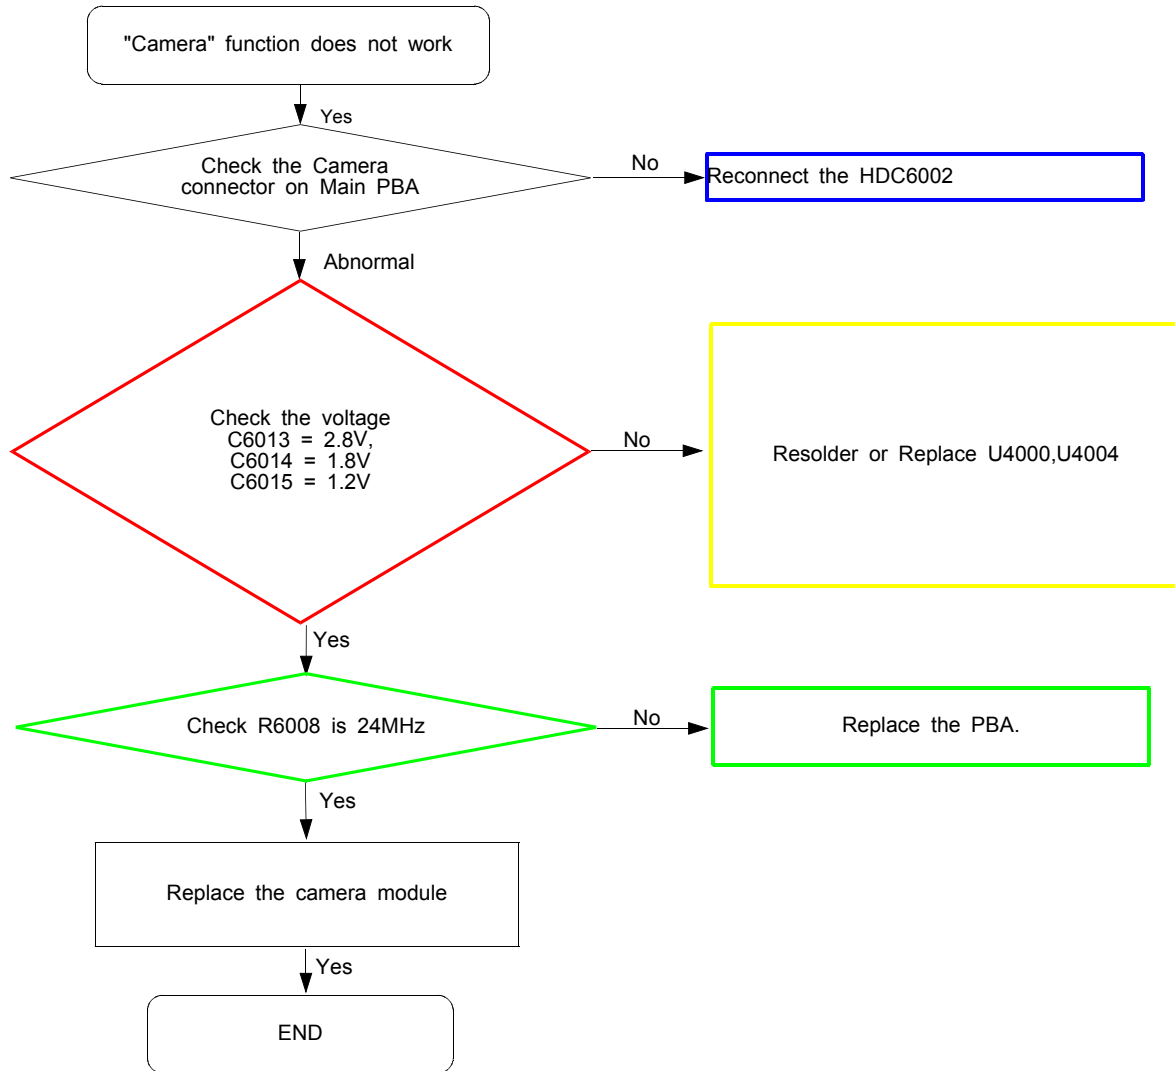 "Camera" function does not work
Yes
Check the Camera
connector on Main PBA
No
Reconnect the HDC6002
Abnormal
Check the voltage
C6013 = 2.8V,
C6014 = 1.8V
C6015 = 1.2V
No
Resolder or Replace U4000,U4004
Yes
Check R6008 is 24MHz
No
Replace the PBA.
Yes
Replace the camera module
Yes
END